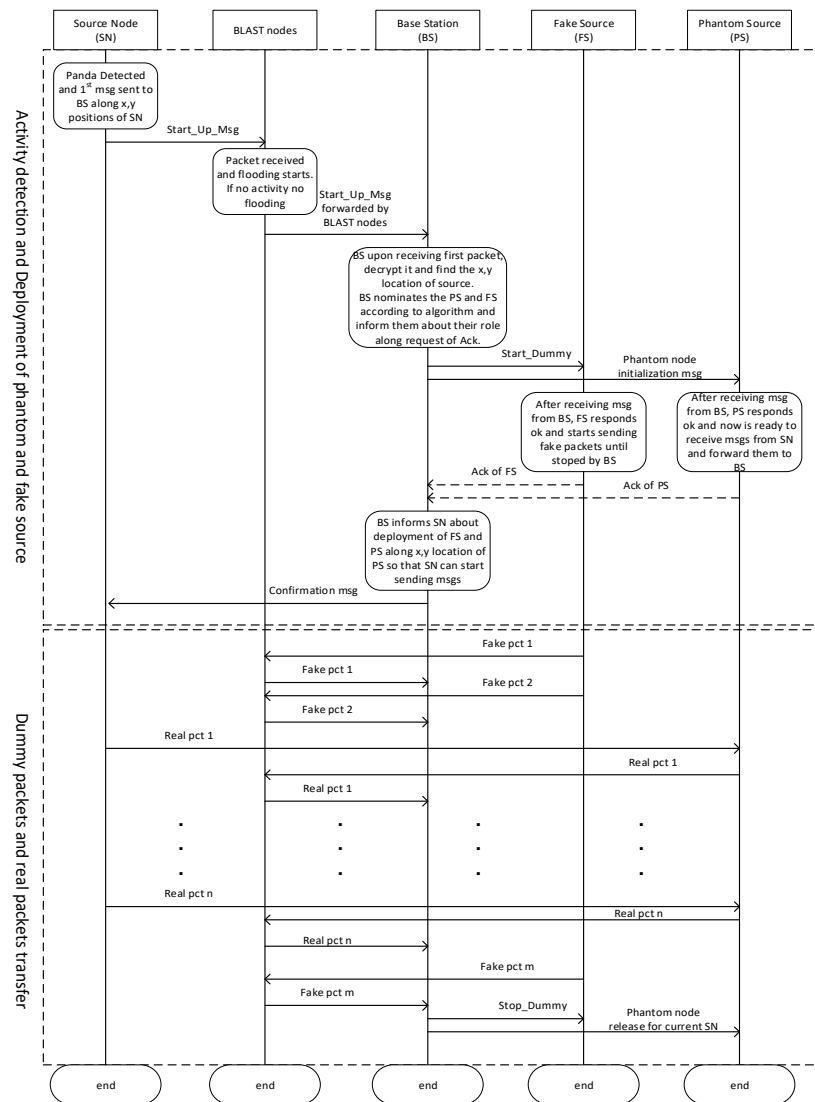 Source Node
(SN)
BLAST nodes
Base Station
(BS)
Fake Source
(FS)
Phantom Source
(PS)
Activity detection and Deployment of phantom and fake source
Panda Detected
and 1st msg sent to
BS along x,y
positions of SN
Start_Up_Msg
Packet received
and flooding starts.
If no activity no
flooding
Start_Up_Msg
forwarded by
BLAST nodes
BS upon receiving first packet,
decrypt it and find the x,y
location of source.
BS nominates the PS and FS
according to algorithm and
inform them about their role
along request of Ack.
Start_Dummy
Phantom node
initialization msg
After receiving msg
from BS, FS responds
ok and starts sending
fake packets until
stoped by BS
After receiving msg
from BS, PS responds
ok and now is ready to
receive msgs from SN
and forward them to
BS
Ack of FS
Ack of PS
BS informs SN about
deployment of FS and
PS along x,y location of
PS so that SN can start
sending msgs
Confirmation msg
Dummy packets and real packets transfer
Fake pct 1
Fake pct 1
Fake pct 2
Fake pct 2
Real pct 1
Real pct 1
Real pct 1
Real pct n
Real pct n
Real pct n
Fake pct m
Fake pct m
Stop_Dummy
Phantom node
release for current SN
end
end
end
end
end